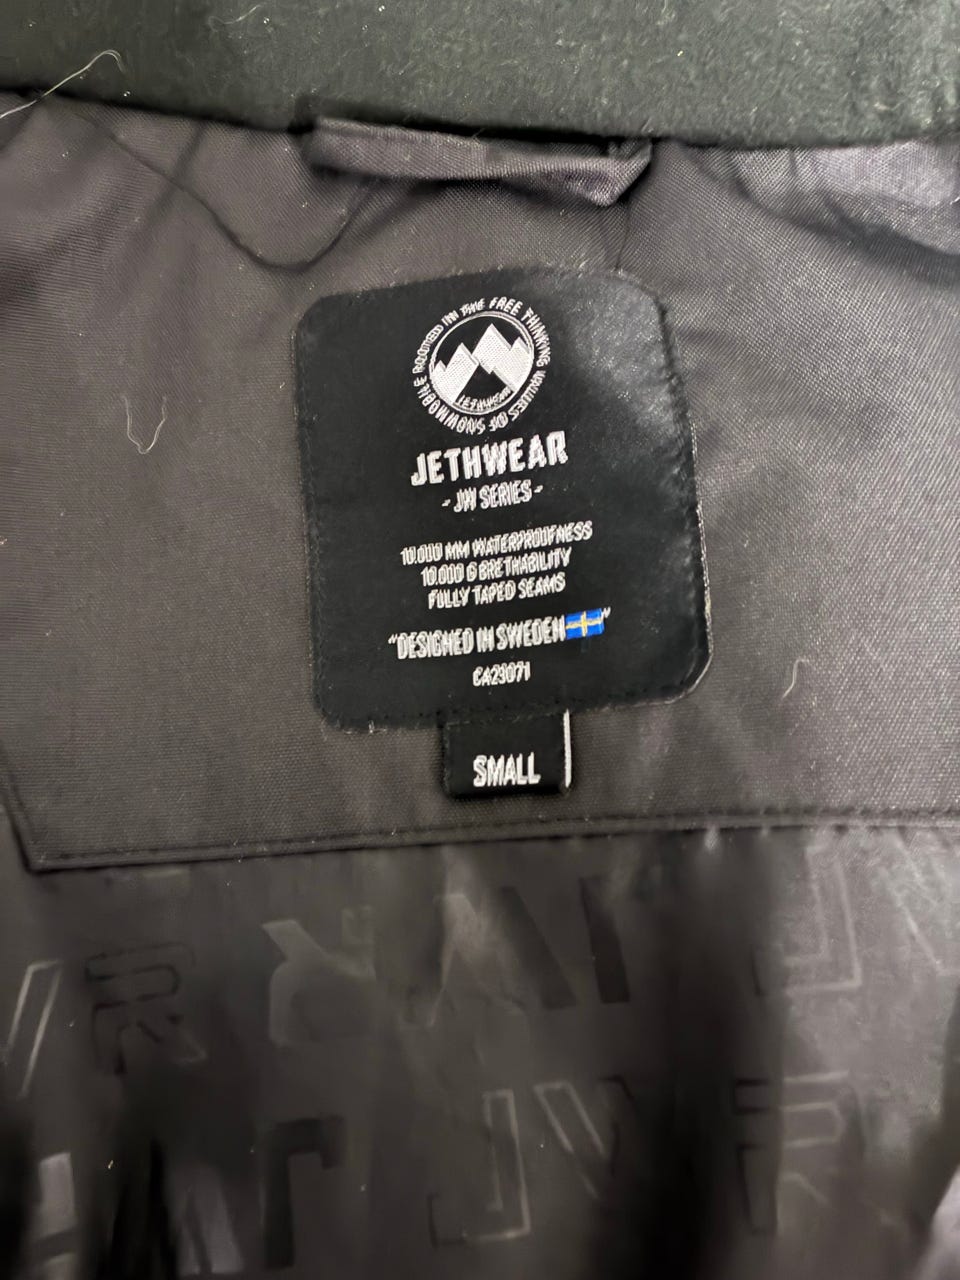 ROOTED IN THE FREE THINKING VALUES OF SNOWMOBILE
JETHWEAR
JETHWEAR
- JW SERIES -
10.000 MM WATERPROOFNESS
10.000 G BRETHABILITY
FULLY TAPED SEAMS
"DESIGNED IN SWEDEN"
CA23071
SMALL